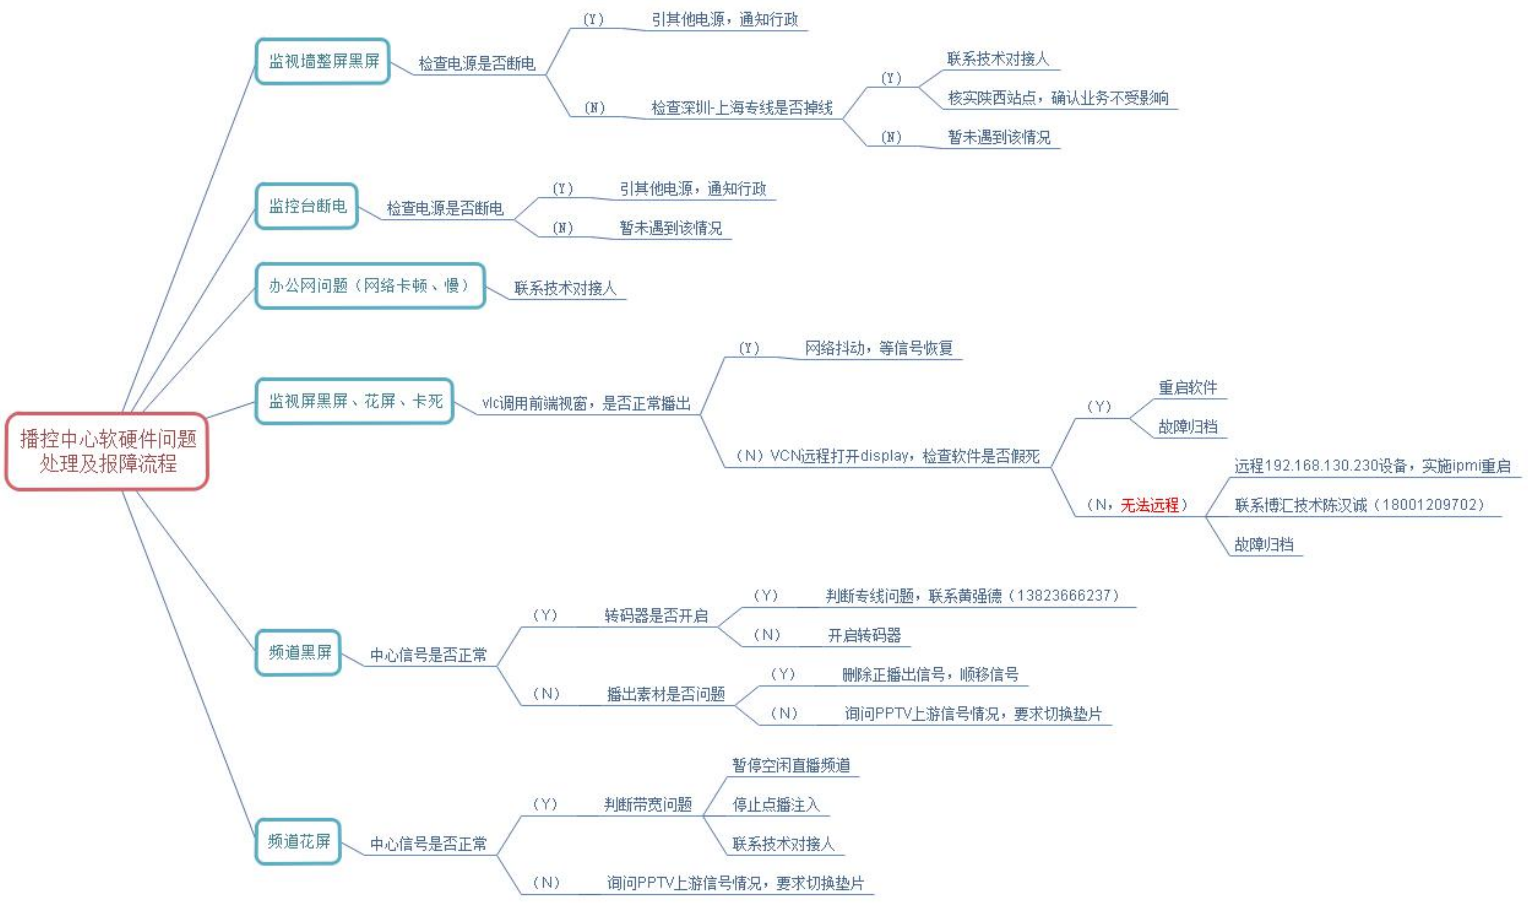 播控中心软硬件问题
处理及报障流程
监视墙整屏黑屏
检查电源是否断电
(Y)
引其他电源，通知行政
(N)
检查深圳-上海专线是否掉线
(Y)
联系技术对接人
核实陕西站点，确认业务不受影响
(N)
暂未遇到该情况
监控台断电
检查电源是否断电
(Y)
引其他电源，通知行政
(N)
暂未遇到该情况
办公网问题（网络卡顿、慢）
联系技术对接人
监视屏黑屏、花屏、卡死
vlc调用前端视窗，是否正常播出
(Y)
网络抖动，等信号恢复
（N）VCN远程打开display，检查软件是否假死
（Y）
重启软件
故障归档
（N，无法远程）
远程192.168.130.230设备，实施ipmi重启
联系博汇技术陈汉诚（18001209702）
故障归档
频道黑屏
中心信号是否正常
（Y）
转码器是否开启
（Y）
判断专线问题，联系黄强德（13823666237）
（N）
开启转码器
（N）
播出素材是否问题
（Y）
删除正播出信号，顺移信号
（N）
询问PPTV上游信号情况，要求切换垫片
频道花屏
中心信号是否正常
（Y）
判断带宽问题
暂停空闲直播频道
停止点播注入
联系技术对接人
（N）
询问PPTV上游信号情况，要求切换垫片